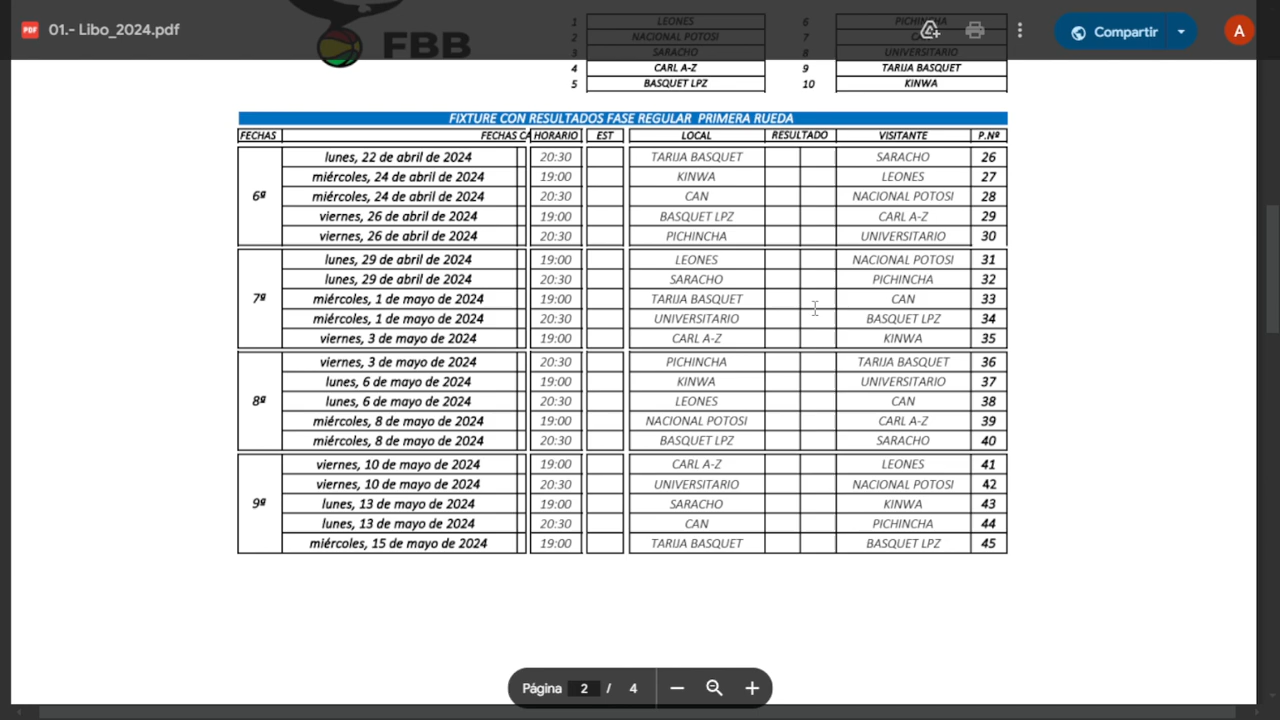 01.- Libo_2024.pdf
Compartir
A
FBB
1 LEONES 6 PICHINCHA
2 NACIONAL POTOSI 7
3 SARACHO 8 UNIVERSITARIO
4 CARL A-Z 9 TARIJA BASQUET
5 BASQUET LPZ 10 KINWA
FIXTURE CON RESULTADOS FASE REGULAR PRIMERA RUEDA
FECHAS FECHAS CA HORARIO EST LOCAL RESULTADO VISITANTE P.Nº
6ª
lunes, 22 de abril de 2024 20:30 TARIJA BASQUET SARACHO 26
miércoles, 24 de abril de 2024 19:00 KINWA LEONES 27
miércoles, 24 de abril de 2024 20:30 CAN NACIONAL POTOSI 28
viernes, 26 de abril de 2024 19:00 BASQUET LPZ CARL A-Z 29
viernes, 26 de abril de 2024 20:30 PICHINCHA UNIVERSITARIO 30
7ª
lunes, 29 de abril de 2024 19:00 LEONES NACIONAL POTOSI 31
lunes, 29 de abril de 2024 20:30 SARACHO PICHINCHA 32
miércoles, 1 de mayo de 2024 19:00 TARIJA BASQUET CAN 33
miércoles, 1 de mayo de 2024 20:30 UNIVERSITARIO BASQUET LPZ 34
viernes, 3 de mayo de 2024 19:00 CARL A-Z KINWA 35
8ª
viernes, 3 de mayo de 2024 20:30 PICHINCHA TARIJA BASQUET 36
lunes, 6 de mayo de 2024 19:00 KINWA UNIVERSITARIO 37
lunes, 6 de mayo de 2024 20:30 LEONES CAN 38
miércoles, 8 de mayo de 2024 19:00 NACIONAL POTOSI CARL A-Z 39
miércoles, 8 de mayo de 2024 20:30 BASQUET LPZ SARACHO 40
9ª
viernes, 10 de mayo de 2024 19:00 CARL A-Z LEONES 41
viernes, 10 de mayo de 2024 20:30 UNIVERSITARIO NACIONAL POTOSI 42
lunes, 13 de mayo de 2024 19:00 SARACHO KINWA 43
lunes, 13 de mayo de 2024 20:30 CAN PICHINCHA 44
miércoles, 15 de mayo de 2024 19:00 TARIJA BASQUET BASQUET LPZ 45
Página 2 / 4